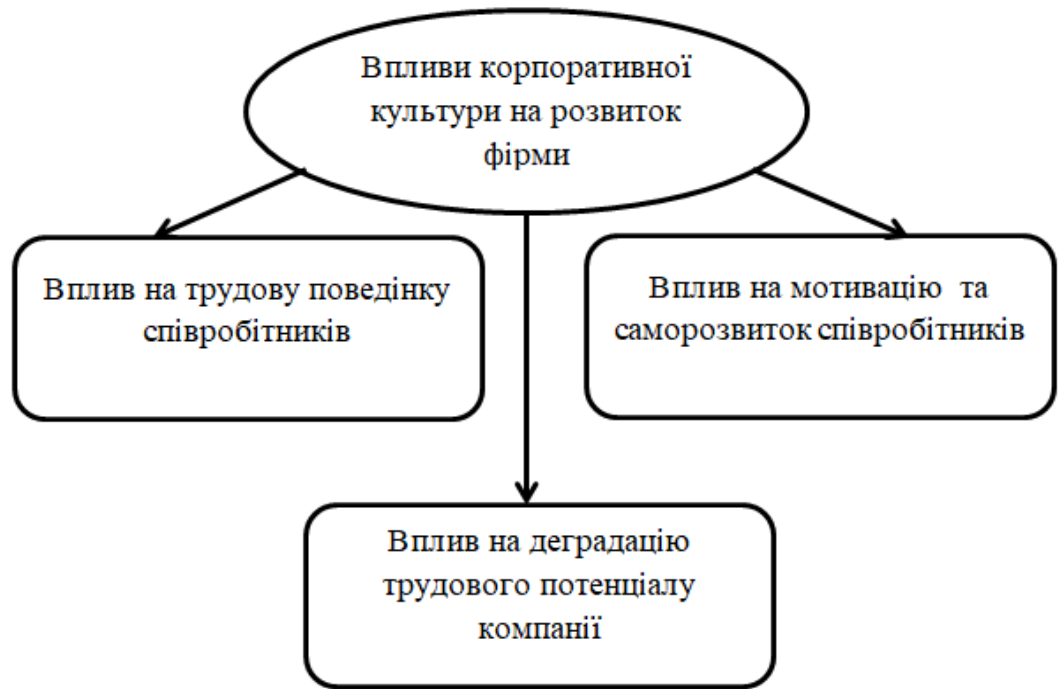 Впливи корпоративної
культури на розвиток
фірми
Вплив на трудову поведінку
співробітників
Вплив на мотивацію та
саморозвиток співробітників
Вплив на деградацію
трудового потенціалу
компанії